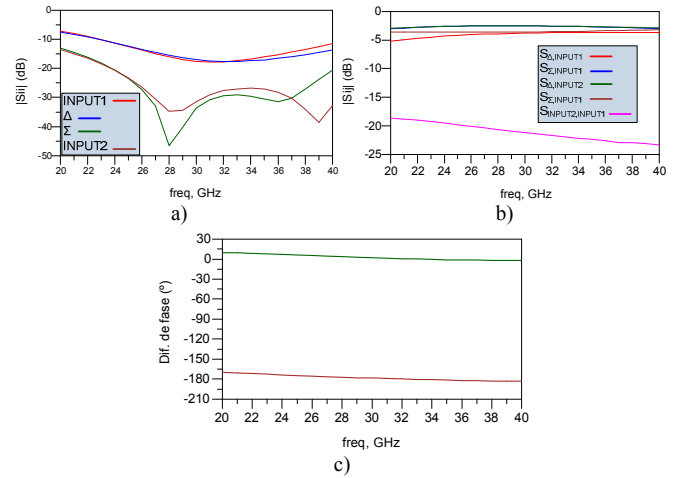 |Sii| (dB)
-10
-20
-30
-40
-50
INPUT1
Δ
Σ
INPUT2
20 22 24 26 28 30 32 34 36 38 40
freq, GHz
a)
|Sij| (dB)
0
-5
-10
-15
-20
-25
SΔ,INPUT1
SΣ,INPUT1
SΔ,INPUT2
SΣ,INPUT1
SINPUT2,INPUT1
20 22 24 26 28 30 32 34 36 38 40
freq, GHz
b)
Dif. de fase (º)
30
0
-30
-60
-90
-120
-150
-180
-210
20 22 24 26 28 30 32 34 36 38 40
freq, GHz
c)